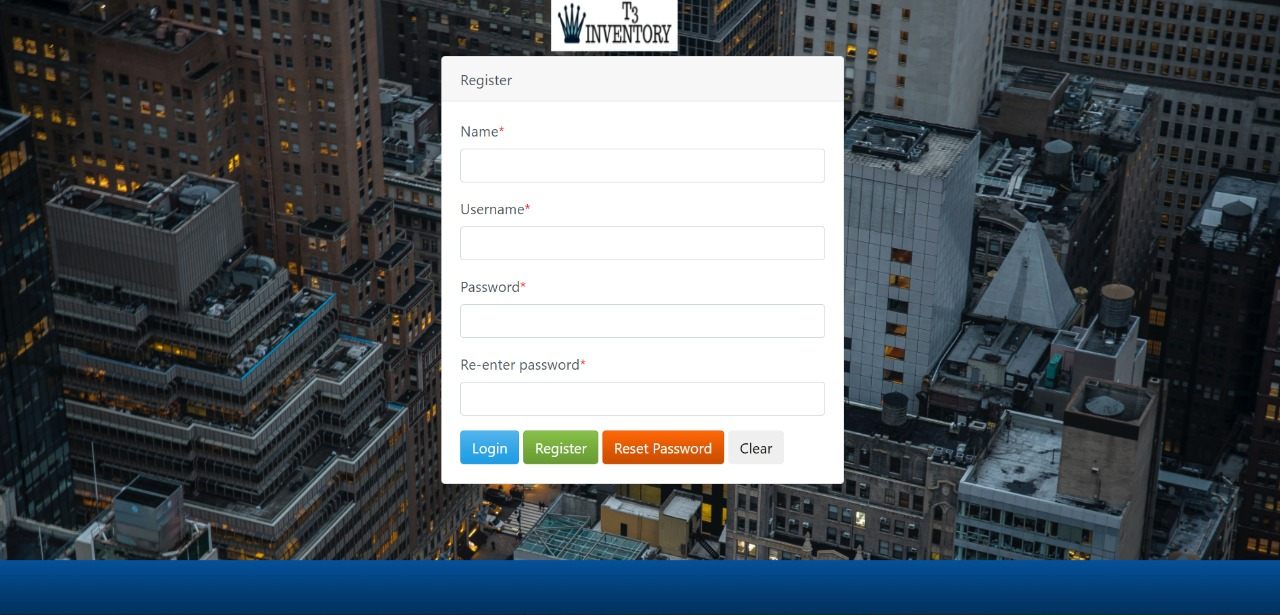 T3
INVENTORY
Register
Name*
Username*
Password*
Re-enter password*
Login Register Reset Password Clear